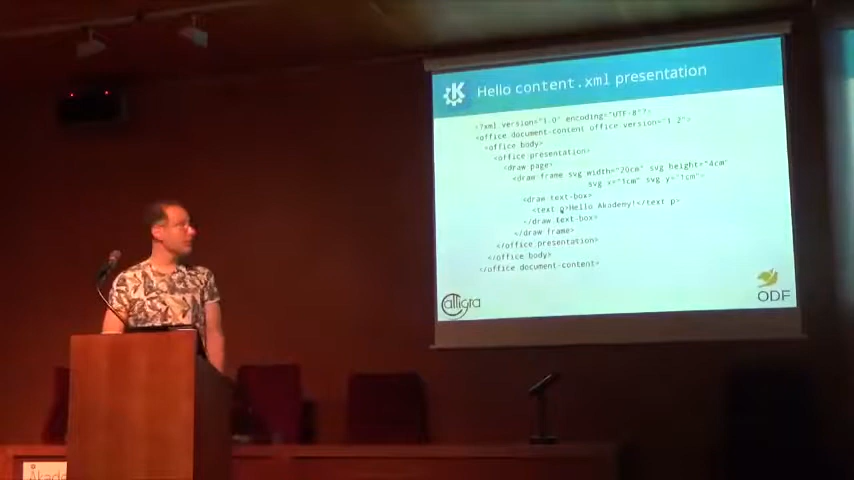 Hello content.xml presentation
<?xml version="1.0" encoding="UTF-8"?>
<office document-content office version="1 2">
<office body>
<office presentation>
<draw page>
<draw frame svg width="20cm" svg height="4cm"
svg x="1cm" svg y="1cm">
<draw text-box>
<text p>Hello Akademy!</text p>
</draw text-box>
</draw frame>
</office presentation>
</office body>
</office document-content>
calligra
ODF
Akade